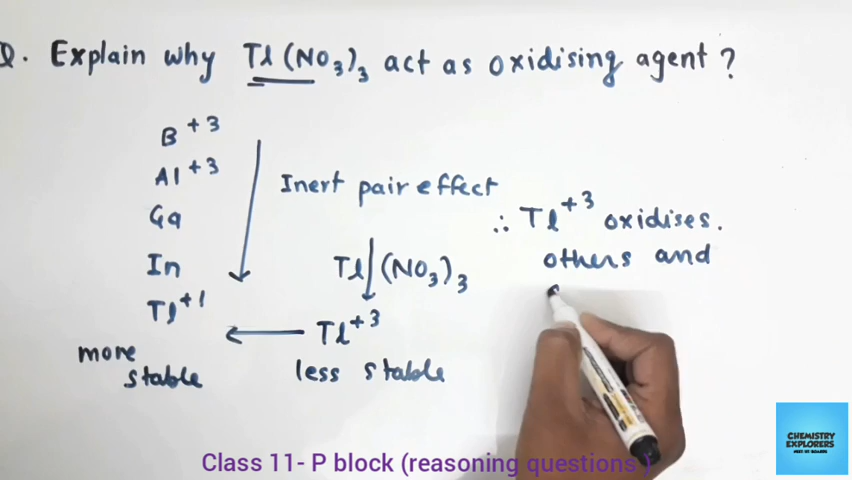 Q. Explain why Tl(NO3)3 act as oxidising agent?
B+3
Al+3
Ga
In
Tl+1
more
stable
Inert pair effect
Tl(NO3)3
Tl+3
less stable
∴ Tl+3 oxidises.
others and
CHEMISTRY
EXPLORERS
Class 11- P block (reasoning questions )